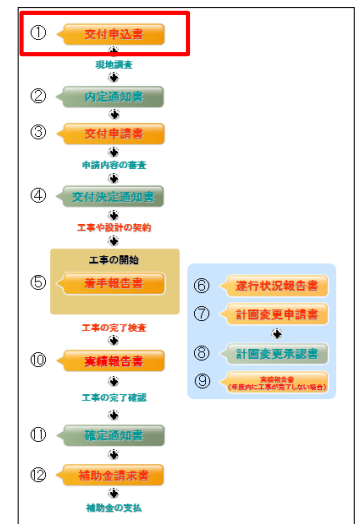 ① 交付申込書
現地調査
② 内定通知書
③ 交付申請書
申請内容の審査
④ 交付決定通知書
工事や設計の契約
工事の開始
⑤ 着手報告書
⑥ 遂行状況報告書
⑦ 計画変更申請書
⑧ 計画変更承認書
⑨ 実績報告書
(年度内に工事が完了しない場合)
工事の完了検査
⑩ 実績報告書
工事の完了確認
⑪ 確定通知書
⑫ 補助金請求書
補助金の支払